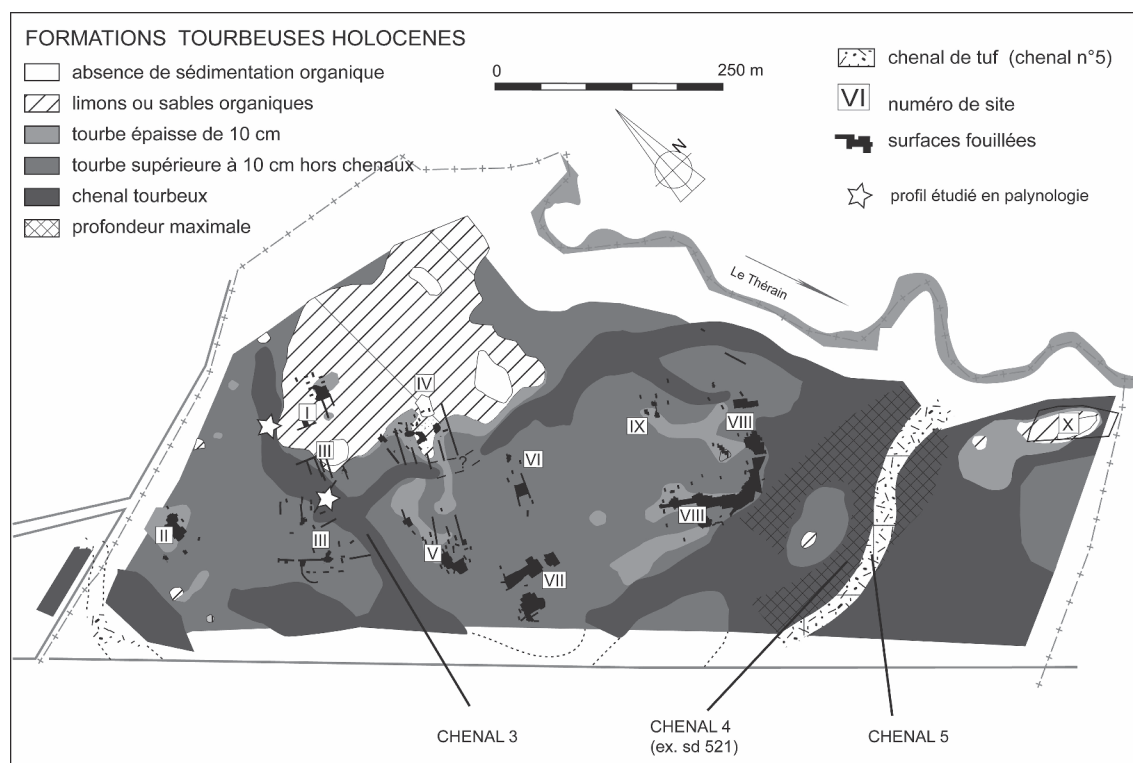 FORMATIONS TOURBEUSES HOLOCENES
absence de sédimentation organique
limons ou sables organiques
tourbe épaisse de 10 cm
tourbe supérieure à 10 cm hors chenaux
chenal tourbeux
profondeur maximale
0 250 m
N
chenal de tuf (chenal n°5)
VI numéro de site
surfaces fouillées
profil étudié en palynologie
Le Thérain
I
IV
III
IX
VIII
X
VI
II
III
V
VIII
VII
CHENAL 3
CHENAL 4
(ex. sd 521)
CHENAL 5